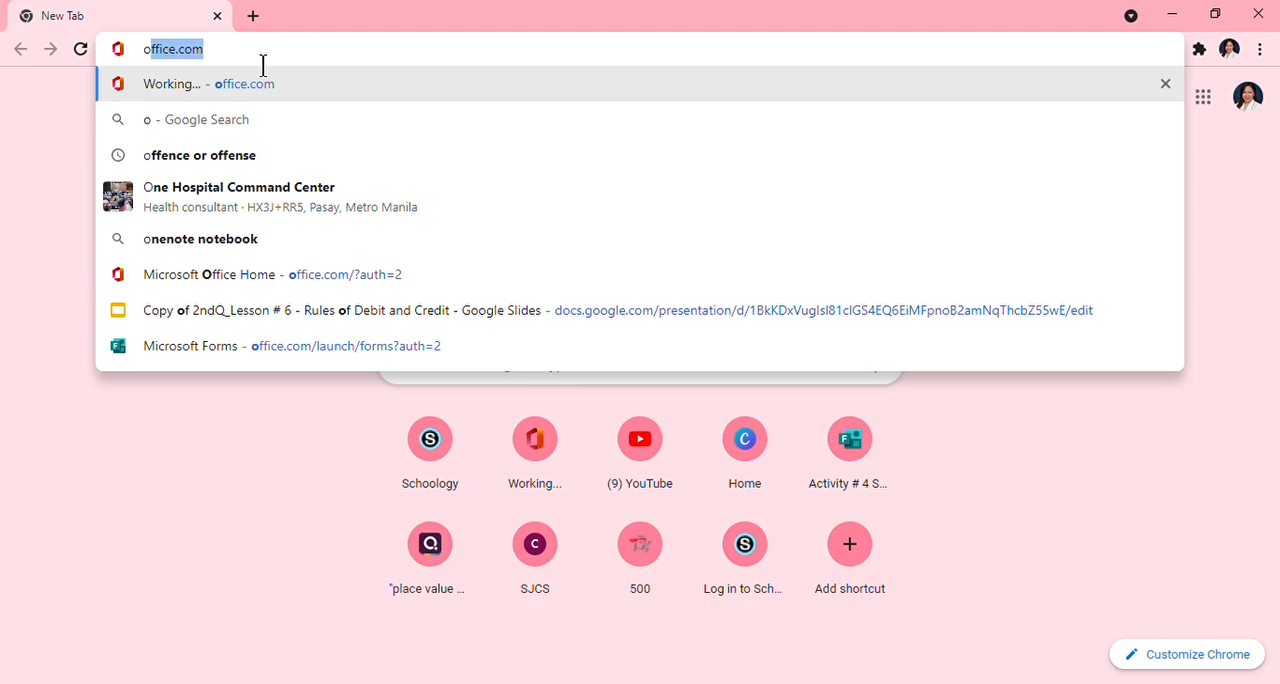 New Tab
office.com
Working... - office.com
o - Google Search
offence or offense
One Hospital Command Center
Health consultant · HX3J+RR5, Pasay, Metro Manila
onenote notebook
Microsoft Office Home - office.com/?auth=2
Copy of 2ndQ_Lesson # 6 - Rules of Debit and Credit - Google Slides - docs.google.com/presentation/d/1BkKDxVuglsl81clGS4EQ6EiMFpnoB2amNqThcbZ55wE/edit
Microsoft Forms - office.com/launch/forms?auth=2
Schoology
Working...
(9) YouTube
Home
Activity # 4 S...
"place value ...
SJCS
500
Log in to Sch...
Add shortcut
Customize Chrome